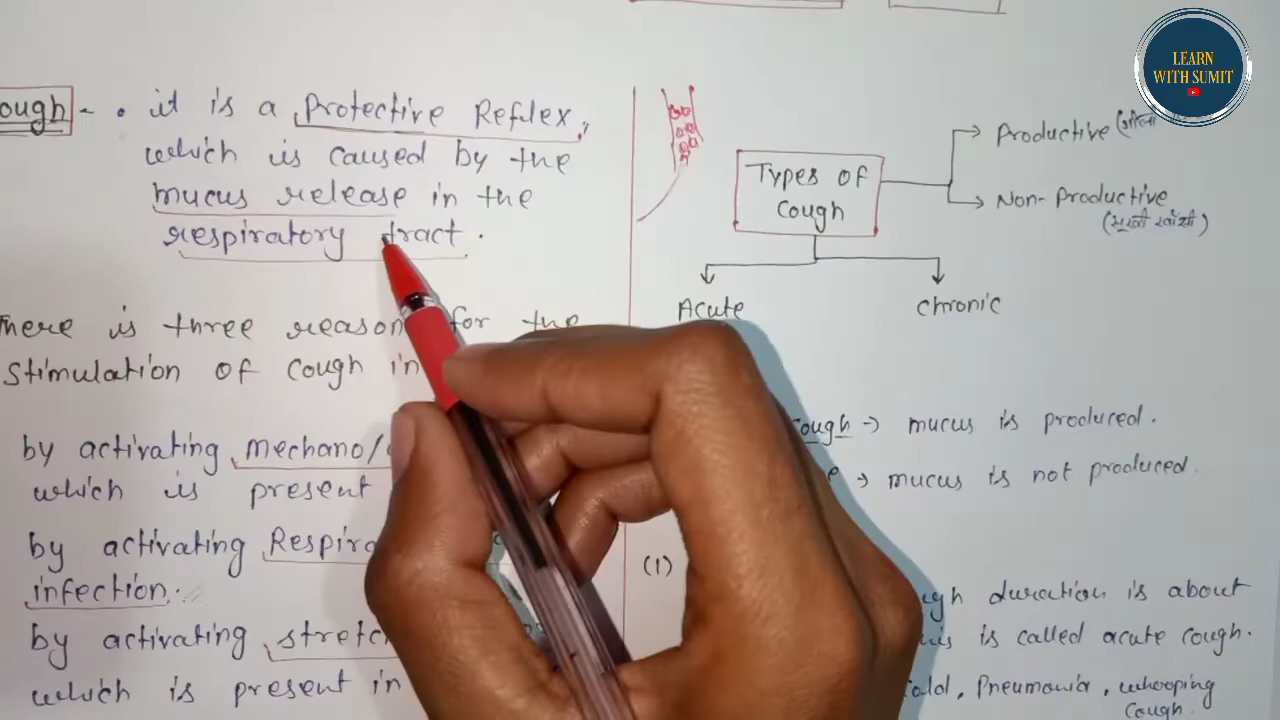 LEARN
WITH SUMIT
ough - • it is a Protective Reflex,
which is caused by the
mucus release in the
respiratory tract.
here is three reason for the
Stimulation of Cough in
by activating mechano/
which is present
by activating Respira
infection.
by activating stretc
which is present in
Types of
Cough
Productive (गीली
Non-Productive
(सूखी खाँसी)
Acute
Chronic
ough → mucus is produced.
→ mucus is not produced.
(1)
gh duration is about
is called acute cough.
Cold, Pneumonia, whooping
Cough.